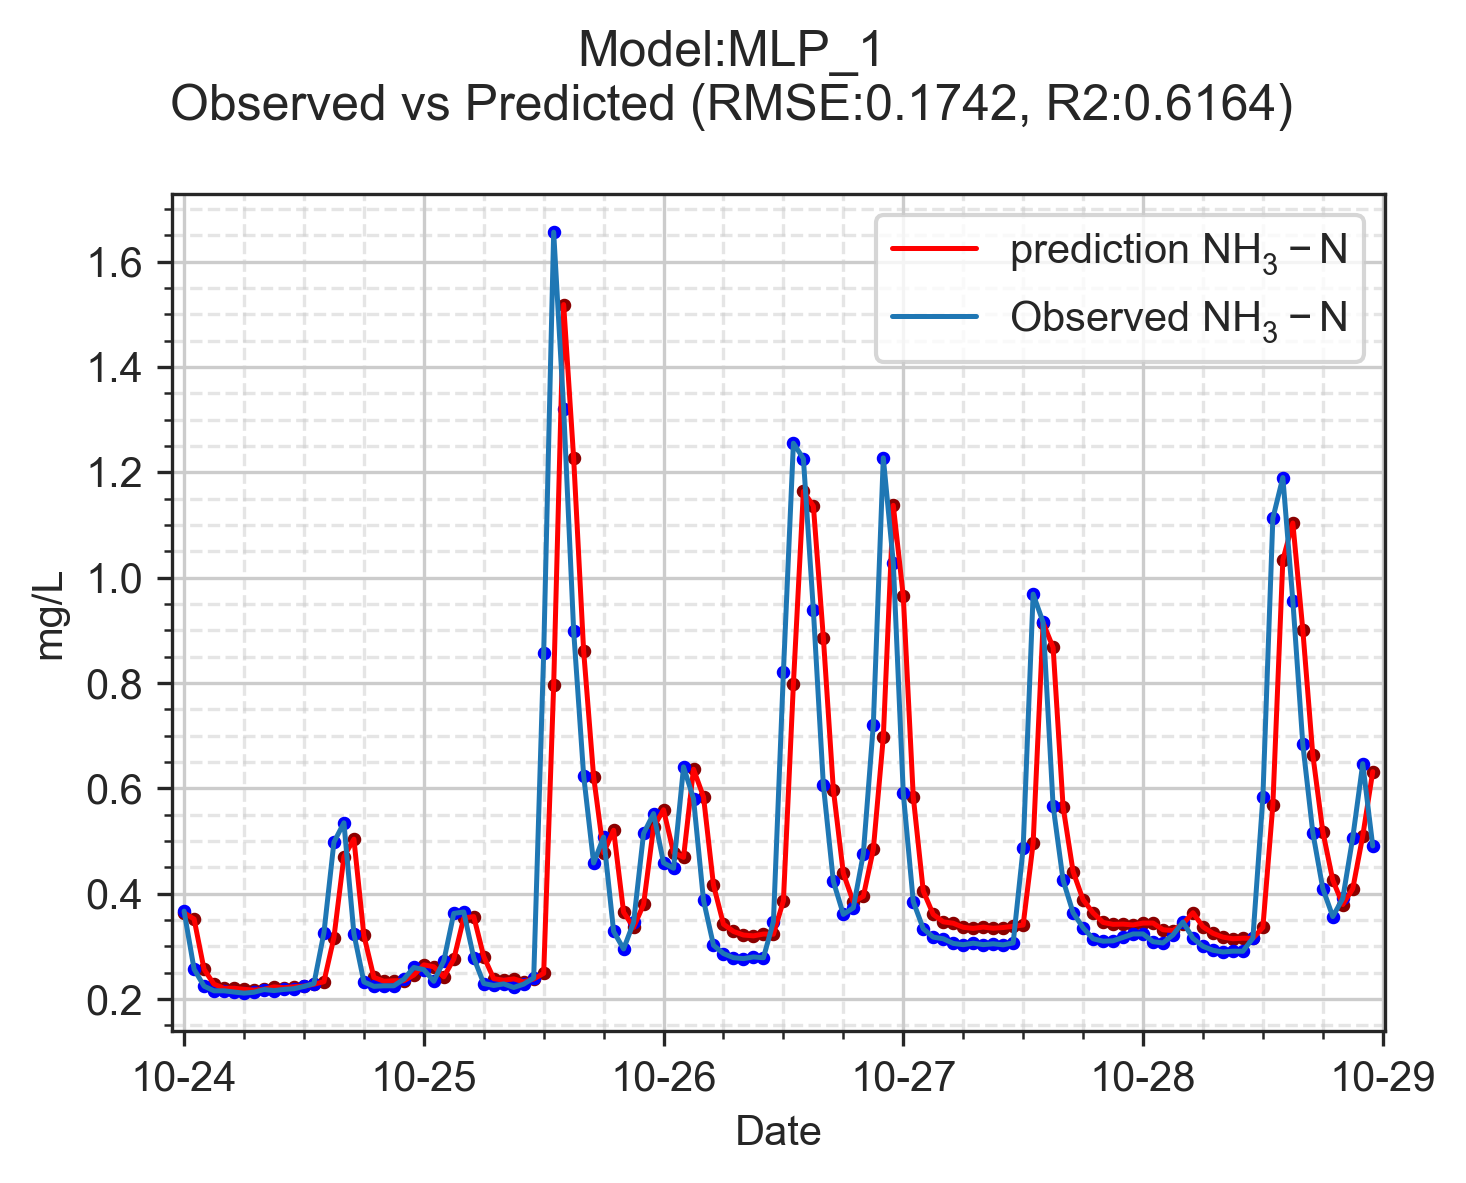 Model:MLP_1
Observed vs Predicted (RMSE:0.1742, R2:0.6164)
prediction NH₃ − N
Observed NH₃ − N
1.6
1.4
1.2
1.0
0.8
0.6
0.4
0.2
mg/L
10-24 10-25 10-26 10-27 10-28 10-29
Date